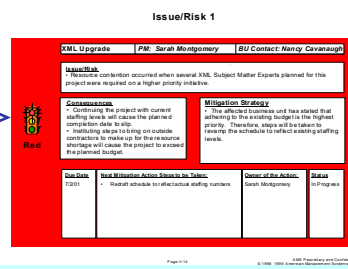 Issue/Risk 1
XML Upgrade PM: Sarah Montgomery BU Contact: Nancy Cavanaugh
Issue/Risk
• Resource contention occurred when several XML Subject Matter Experts planned for this
project were required on a higher priority initiative.
Consequences
• Continuing the project with current
staffing levels will cause the planned
completion date to slip.
• Instituting steps to bring on outside
contractors to make up for the resource
shortage will cause the project to exceed
the planned budget.
Mitigation Strategy
• The affected business unit has stated that
adhering to the existing budget is the highest
priority. Therefore, steps will be taken to
revamp the schedule to reflect existing staffing
levels.
Red
Due Date Next Mitigation Action Steps to be Taken: Owner of the Action: Status
7/2/01 • Redraft schedule to reflect actual staffing numbers Sarah Montgomery In Progress
Page II-14
AMS Proprietary and Confid
© 1998 1999 American Management Systems